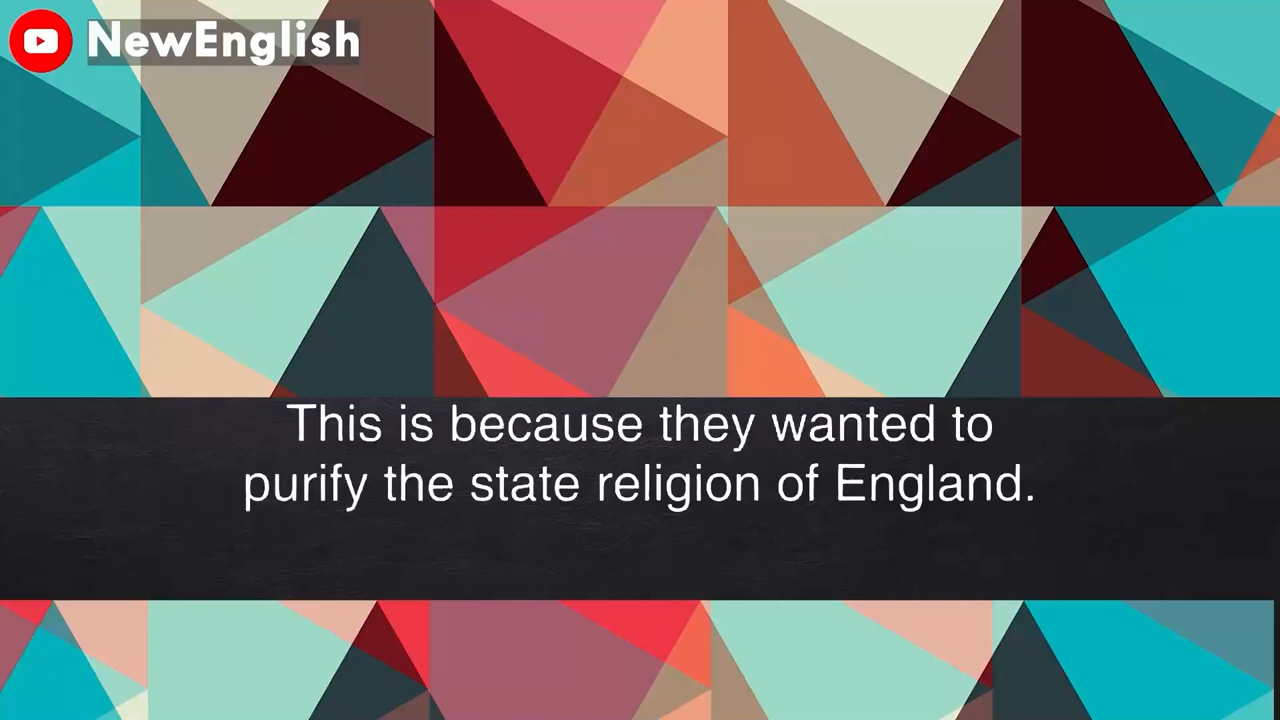 NewEnglish
This is because they wanted to
purify the state religion of England.